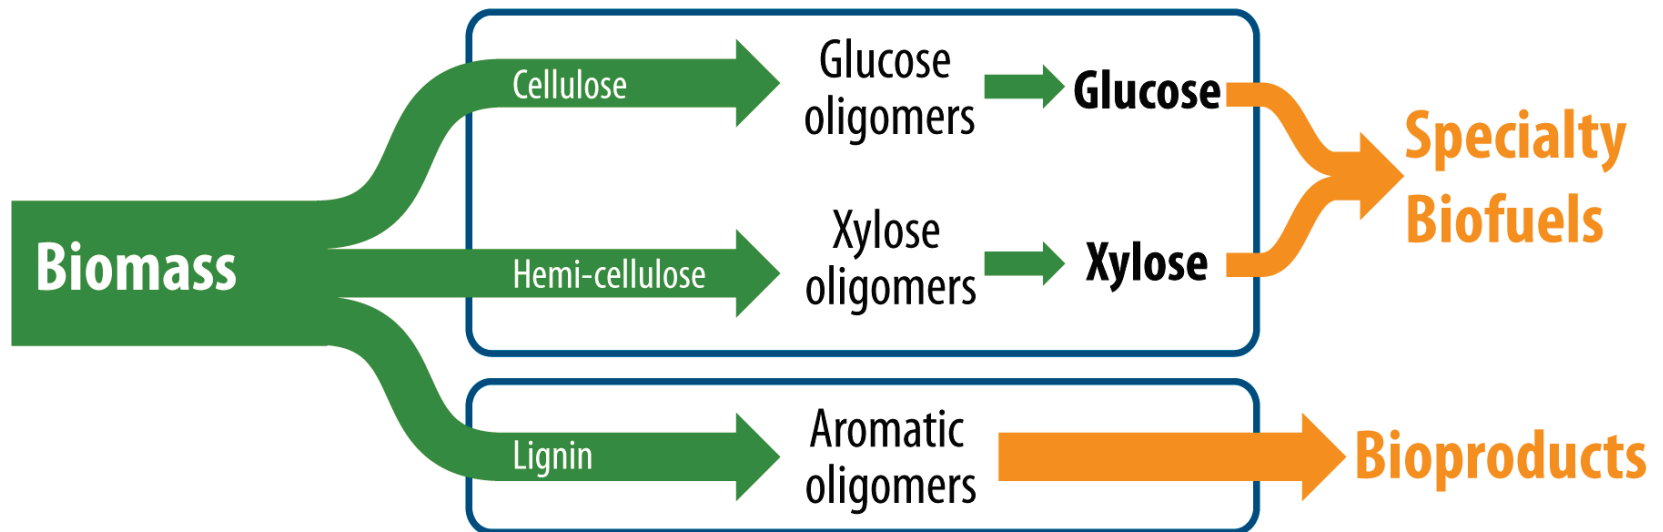 Biomass
Cellulose
Glucose
oligomers
Glucose
Hemi-cellulose
Xylose
oligomers
Xylose
Specialty
Biofuels
Lignin
Aromatic
oligomers
Bioproducts